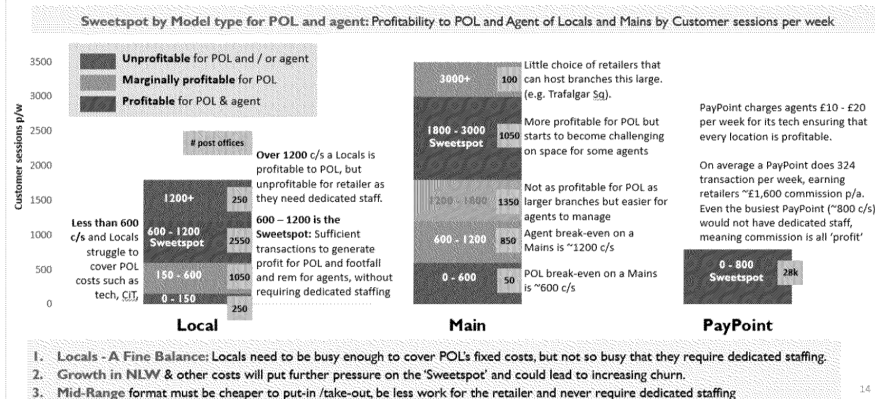 Sweetspot by Model type for POL and agent: Profitability to POL and Agent of Locals and Mains by Customer sessions per week
Customer sessions p/w
3500
3000
2500
2000
1500
1000
500
0
Unprofitable for POL and / or agent
Marginally profitable for POL
Profitable for POL & agent
# post offices
Less than 600
c/s and Locals
struggle to
cover POL
costs such as
tech, CiT,
1200+
250
600 - 1200
Sweetspot
2550
150 - 600
1050
0 - 150
250
Over 1200 c/s a Locals is
profitable to POL, but
unprofitable for retailer as
they need dedicated staff.
600 – 1200 is the
Sweetspot: Sufficient
transactions to generate
profit for POL and footfall
and rem for agents, without
requiring dedicated staffing
Local
3000+
100
1800 - 3000
Sweetspot
1050
1200 - 1800
1350
600 - 1200
850
0 - 600
50
Little choice of retailers that
can host branches this large.
(e.g. Trafalgar Sq).
More profitable for POL but
starts to become challenging
on space for some agents
Not as profitable for POL as
larger branches but easier for
agents to manage
Agent break-even on a
Mains is ~1200 c/s
POL break-even on a Mains
is ~600 c/s
Main
PayPoint charges agents £10 - £20
per week for its tech ensuring that
every location is profitable.
On average a PayPoint does 324
transaction per week, earning
retailers ~£1,600 commission p/a.
Even the busiest PayPoint (~800 c/s)
would not have dedicated staff,
meaning commission is all ‘profit’
0 - 800
Sweetspot
28k
PayPoint
1. Locals - A Fine Balance: Locals need to be busy enough to cover POL's fixed costs, but not so busy that they require dedicated staffing.
2. Growth in NLW & other costs will put further pressure on the 'Sweetspot' and could lead to increasing churn.
3. Mid-Range format must be cheaper to put-in /take-out, be less work for the retailer and never require dedicated staffing
14